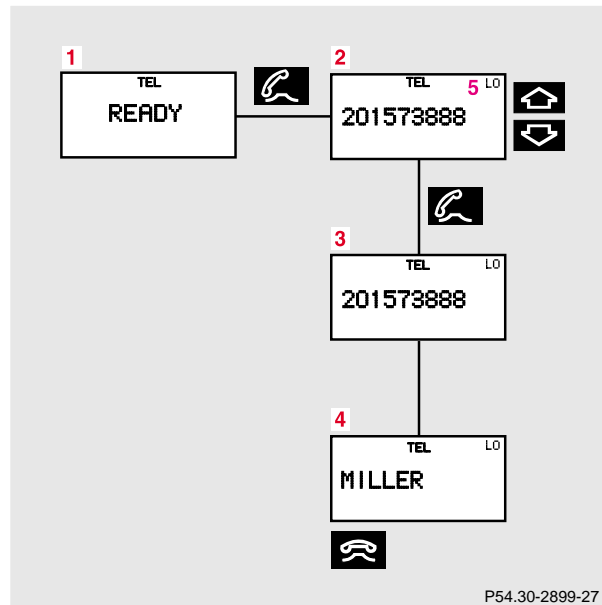 1
TEL
READY
2
TEL
5 LO
201573888
3
TEL LO
201573888
4
TEL LO
MILLER
P54.30-2899-27